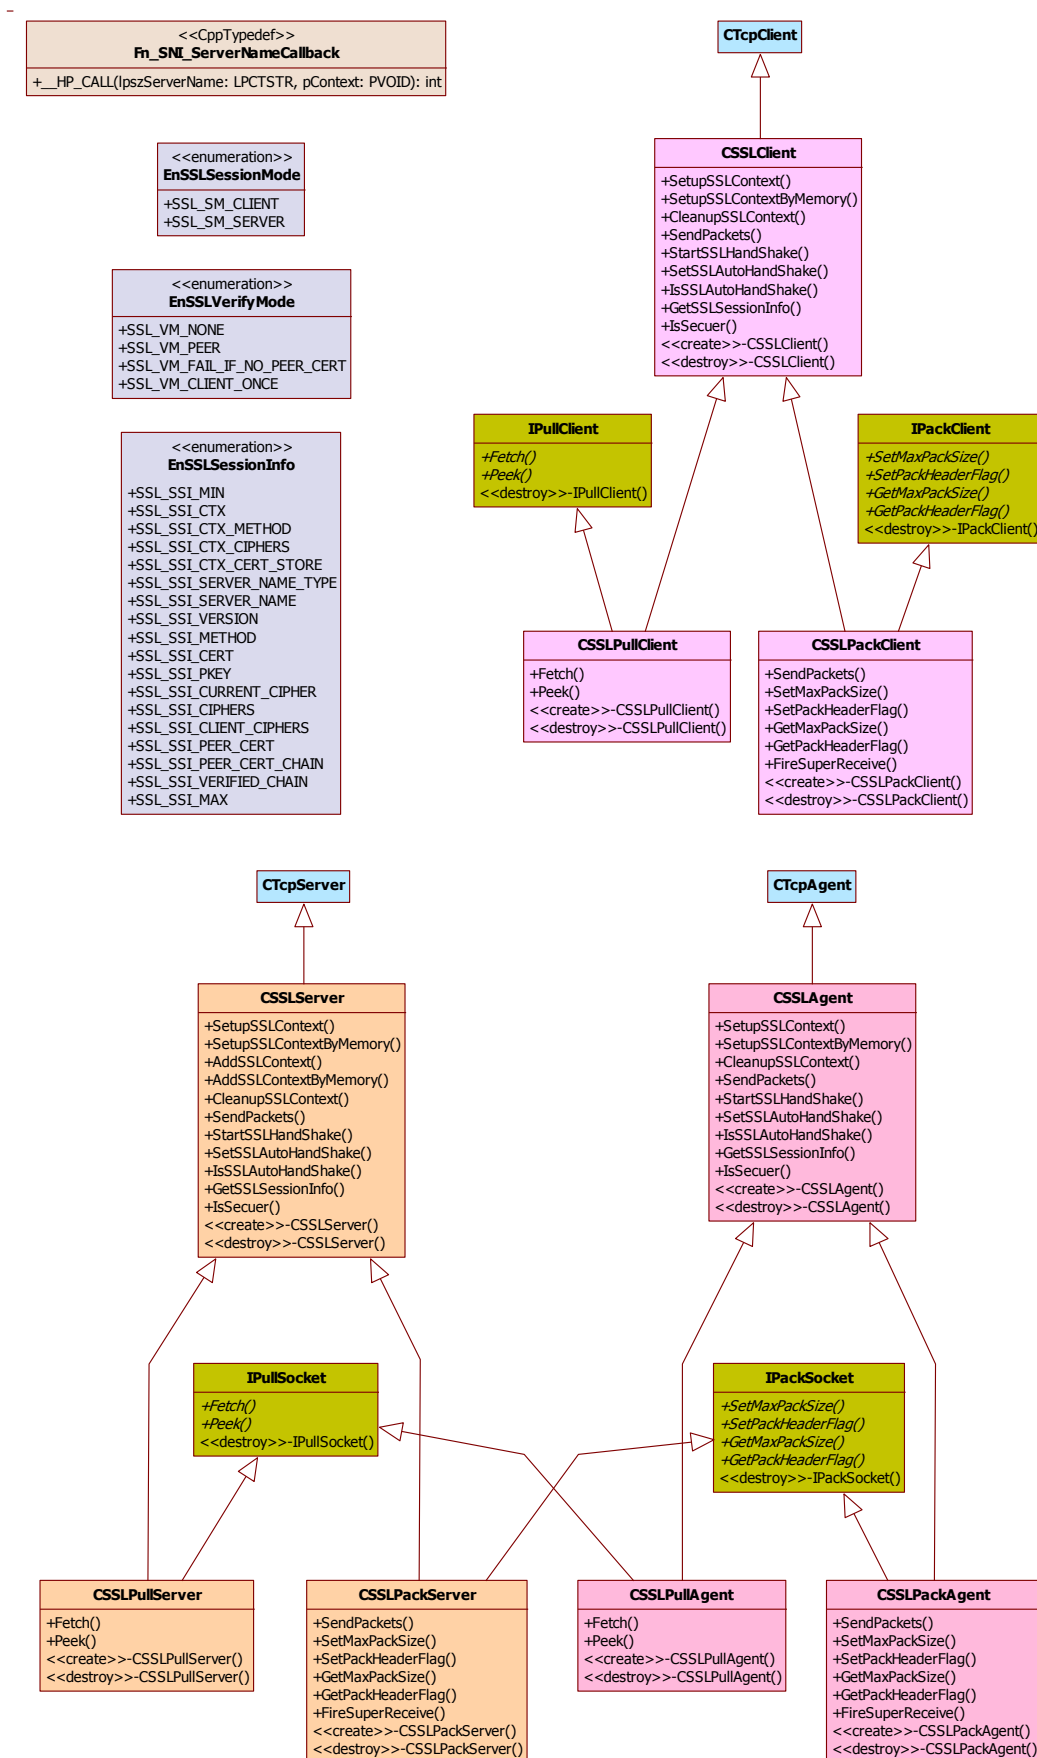 <<CppTypedef>>
Fn_SNI_ServerNameCallback
+__HP_CALL(lpszServerName: LPCTSTR, pContext: PVOID): int
<<enumeration>>
EnSSLSessionMode
+SSL_SM_CLIENT
+SSL_SM_SERVER
<<enumeration>>
EnSSLVerifyMode
+SSL_VM_NONE
+SSL_VM_PEER
+SSL_VM_FAIL_IF_NO_PEER_CERT
+SSL_VM_CLIENT_ONCE
<<enumeration>>
EnSSLSessionInfo
+SSL_SSI_MIN
+SSL_SSI_CTX
+SSL_SSI_CTX_METHOD
+SSL_SSI_CTX_CIPHERS
+SSL_SSI_CTX_CERT_STORE
+SSL_SSI_SERVER_NAME_TYPE
+SSL_SSI_SERVER_NAME
+SSL_SSI_VERSION
+SSL_SSI_METHOD
+SSL_SSI_CERT
+SSL_SSI_PKEY
+SSL_SSI_CURRENT_CIPHER
+SSL_SSI_CIPHERS
+SSL_SSI_CLIENT_CIPHERS
+SSL_SSI_PEER_CERT
+SSL_SSI_PEER_CERT_CHAIN
+SSL_SSI_VERIFIED_CHAIN
+SSL_SSI_MAX
CTcpClient
CSSLClient
+SetupSSLContext()
+SetupSSLContextByMemory()
+CleanupSSLContext()
+SendPackets()
+StartSSLHandShake()
+SetSSLAutoHandShake()
+IsSSLAutoHandShake()
+GetSSLSessionInfo()
+IsSecuer()
<<create>>-CSSLClient()
<<destroy>>-CSSLClient()
IPullClient
+Fetch()
+Peek()
<<destroy>>-IPullClient()
IPackClient
+SetMaxPackSize()
+SetPackHeaderFlag()
+GetMaxPackSize()
+GetPackHeaderFlag()
<<destroy>>-IPackClient()
CSSLPullClient
+Fetch()
+Peek()
<<create>>-CSSLPullClient()
<<destroy>>-CSSLPullClient()
CSSLPackClient
+SendPackets()
+SetMaxPackSize()
+SetPackHeaderFlag()
+GetMaxPackSize()
+GetPackHeaderFlag()
+FireSuperReceive()
<<create>>-CSSLPackClient()
<<destroy>>-CSSLPackClient()
CTcpServer
CSSLServer
+SetupSSLContext()
+SetupSSLContextByMemory()
+AddSSLContext()
+AddSSLContextByMemory()
+CleanupSSLContext()
+SendPackets()
+StartSSLHandShake()
+SetSSLAutoHandShake()
+IsSSLAutoHandShake()
+GetSSLSessionInfo()
+IsSecuer()
<<create>>-CSSLServer()
<<destroy>>-CSSLServer()
CTcpAgent
CSSLAgent
+SetupSSLContext()
+SetupSSLContextByMemory()
+CleanupSSLContext()
+SendPackets()
+StartSSLHandShake()
+SetSSLAutoHandShake()
+IsSSLAutoHandShake()
+GetSSLSessionInfo()
+IsSecuer()
<<create>>-CSSLAgent()
<<destroy>>-CSSLAgent()
IPullSocket
+Fetch()
+Peek()
<<destroy>>-IPullSocket()
IPackSocket
+SetMaxPackSize()
+SetPackHeaderFlag()
+GetMaxPackSize()
+GetPackHeaderFlag()
<<destroy>>-IPackSocket()
CSSLPullServer
+Fetch()
+Peek()
<<create>>-CSSLPullServer()
<<destroy>>-CSSLPullServer()
CSSLPackServer
+SendPackets()
+SetMaxPackSize()
+SetPackHeaderFlag()
+GetMaxPackSize()
+GetPackHeaderFlag()
+FireSuperReceive()
<<create>>-CSSLPackServer()
<<destroy>>-CSSLPackServer()
CSSLPullAgent
+Fetch()
+Peek()
<<create>>-CSSLPullAgent()
<<destroy>>-CSSLPullAgent()
CSSLPackAgent
+SendPackets()
+SetMaxPackSize()
+SetPackHeaderFlag()
+GetMaxPackSize()
+GetPackHeaderFlag()
+FireSuperReceive()
<<create>>-CSSLPackAgent()
<<destroy>>-CSSLPackAgent()